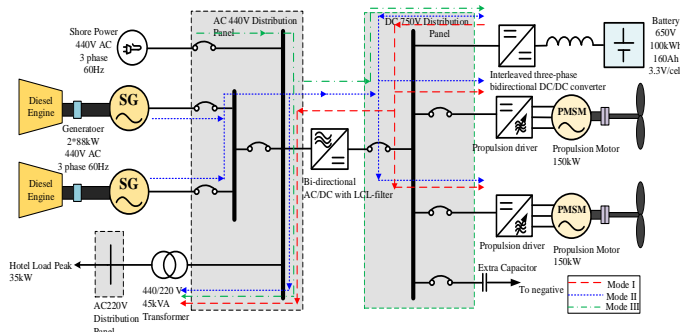 AC 440V Distribution
Panel
DC 750V Distribution
Panel
Shore Power
440V AC
3 phase
60Hz
Battery
650V
100kWh
160Ah
3.3V/cell
Interleaved three-phase
bidirectional DC/DC converter
Diesel
Engine
SG
Generatoer
2*88kW
440V AC
3 phase 60Hz
PMSM
Propulsion driver
Propulsion Motor
150kW
Bi-directional
AC/DC with LCL-filter
Diesel
Engine
SG
PMSM
Propulsion driver
Propulsion Motor
150kW
Hotel Load Peak
35kW
AC220V
Distribution
Panel
440/220 V
45kVA
Transformer
Extra Capacitor
To negative
Mode I
Mode II
Mode III